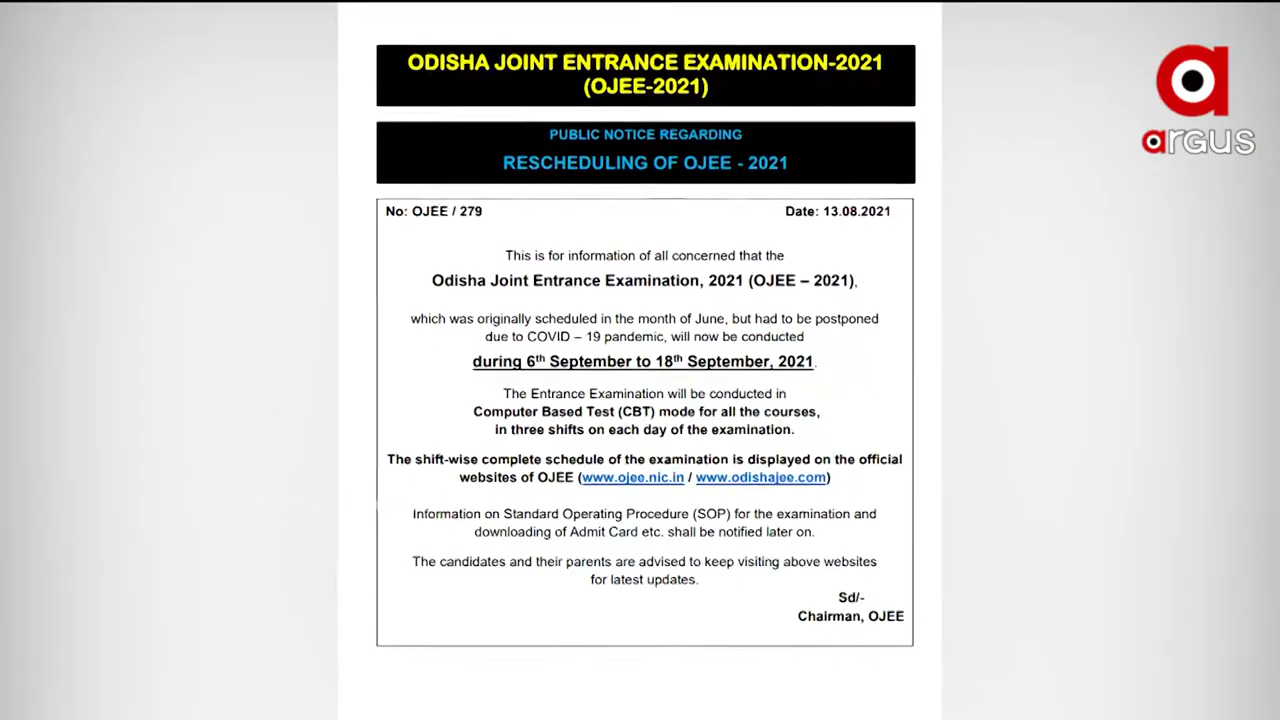 ODISHA JOINT ENTRANCE EXAMINATION-2021
(OJEE-2021)
PUBLIC NOTICE REGARDING
RESCHEDULING OF OJEE - 2021
No: OJEE / 279
Date: 13.08.2021
This is for information of all concerned that the
Odisha Joint Entrance Examination, 2021 (OJEE – 2021),
which was originally scheduled in the month of June, but had to be postponed
due to COVID – 19 pandemic, will now be conducted
during 6th September to 18th September, 2021.
The Entrance Examination will be conducted in
Computer Based Test (CBT) mode for all the courses,
in three shifts on each day of the examination.
The shift-wise complete schedule of the examination is displayed on the official
websites of OJEE (www.ojee.nic.in / www.odishajee.com)
Information on Standard Operating Procedure (SOP) for the examination and
downloading of Admit Card etc. shall be notified later on.
The candidates and their parents are advised to keep visiting above websites
for latest updates.
Sd/-
Chairman, OJEE
argus